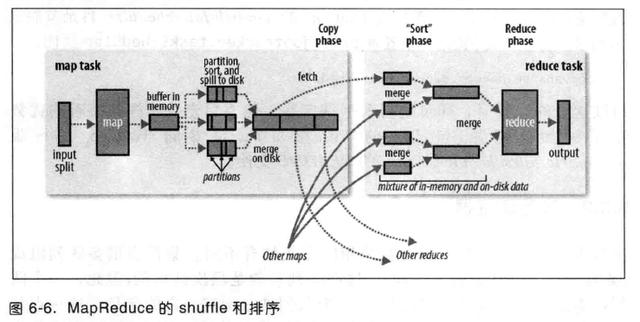 Copy
phase
"Sort"
phase
Reduce
phase
map task
partition,
sort, and
spill to disk
fetch
reduce task
buffer in
memory
map
merge
merge
reduce
input
split
merge
on disk
merge
output
partitions
mixture of in-memory and on-disk data
Other maps
Other reduces
图 6-6. MapReduce 的 shuffle 和排序